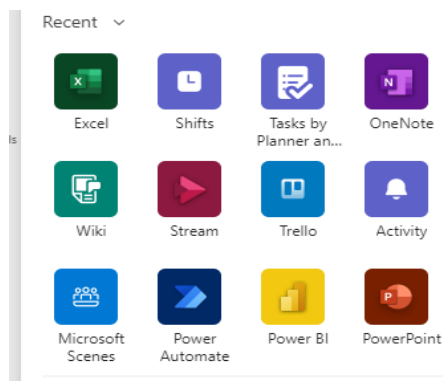 Recent
Excel
Shifts
Tasks by
Planner an...
OneNote
ls
Wiki
Stream
Trello
Activity
Microsoft
Scenes
Power
Automate
Power BI
PowerPoint